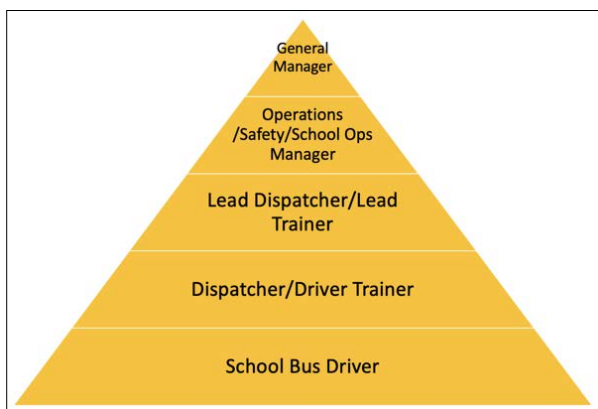 General
Manager
Operations
/Safety/School Ops
Manager
Lead Dispatcher/Lead
Trainer
Dispatcher/Driver Trainer
School Bus Driver